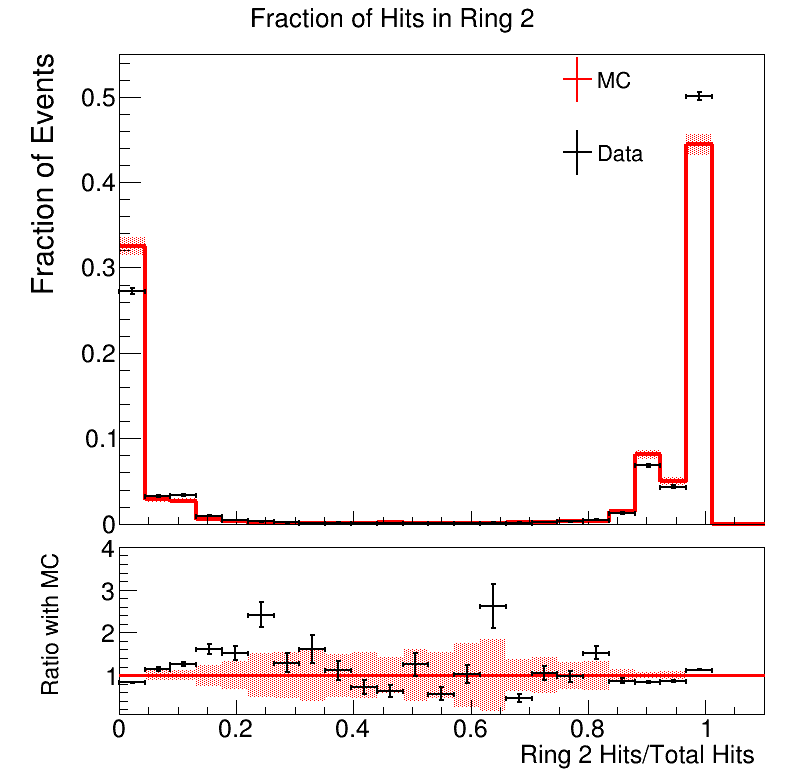 Fraction of Hits in Ring 2
Fraction of Events
0.5
0.4
0.3
0.2
0.1
0
MC
Data
Ratio with MC
4
3
2
1
0
0.2
0.4
0.6
0.8
1
Ring 2 Hits/Total Hits